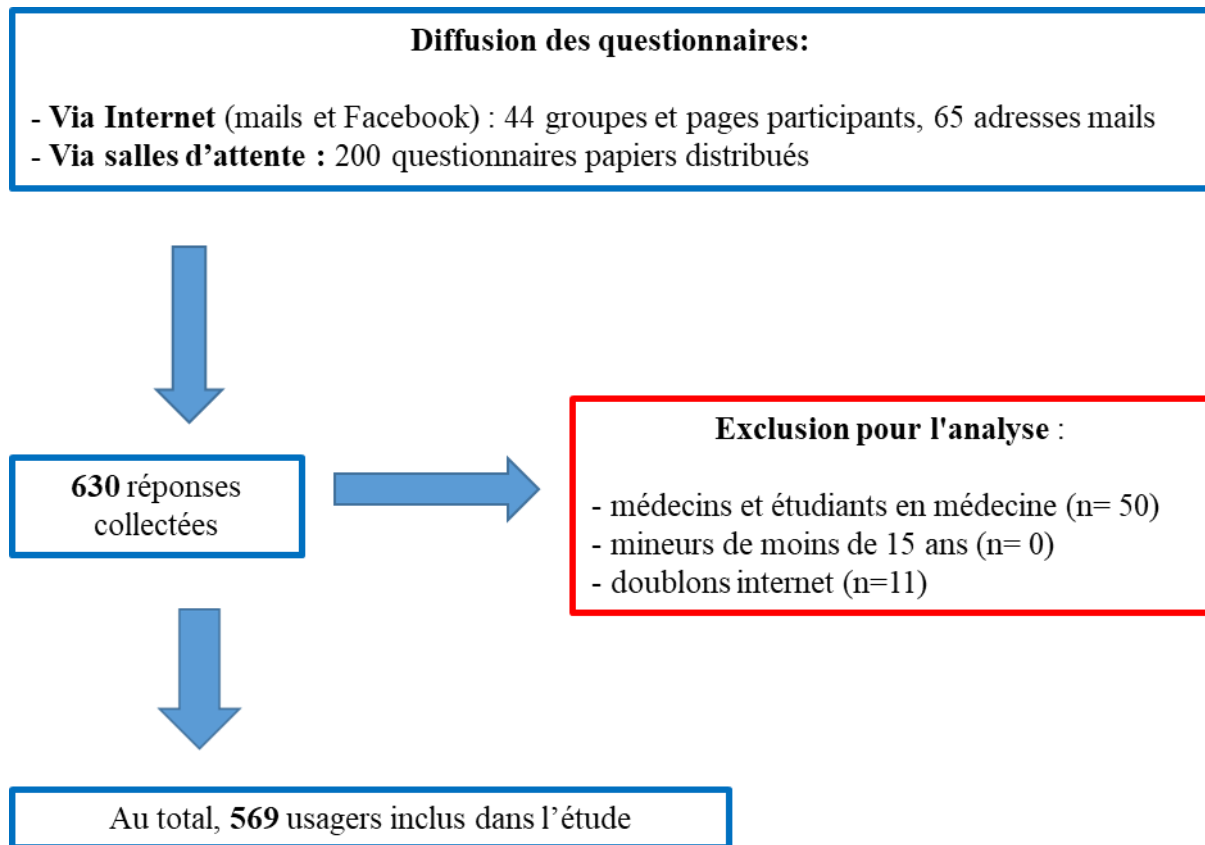 Diffusion des questionnaires:
- Via Internet (mails et Facebook) : 44 groupes et pages participants, 65 adresses mails
- Via salles d’attente : 200 questionnaires papiers distribués
630 réponses
collectées
Exclusion pour l'analyse :
- médecins et étudiants en médecine (n= 50)
- mineurs de moins de 15 ans (n= 0)
- doublons internet (n=11)
Au total, 569 usagers inclus dans l’étude